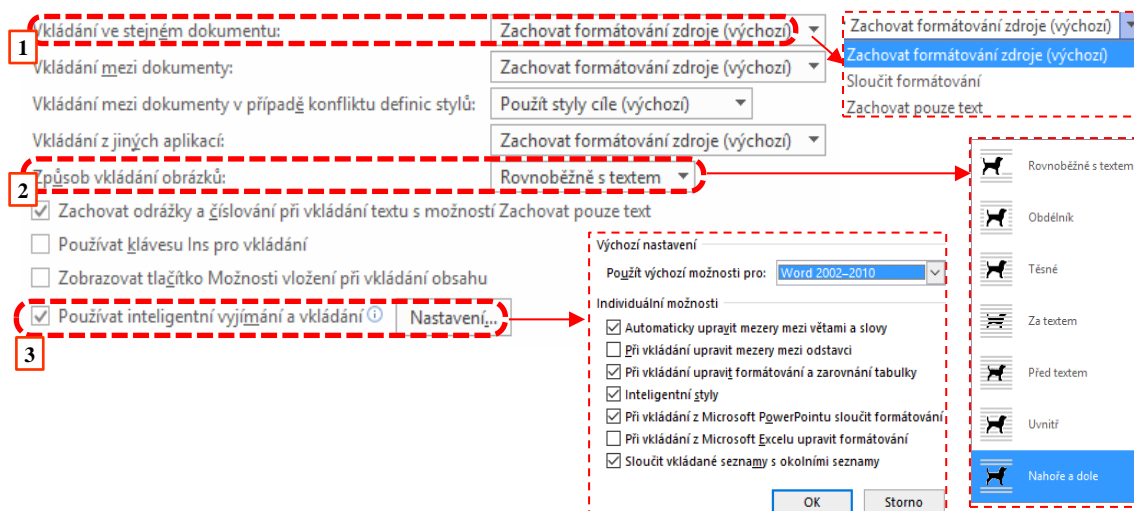 1
Vkládání ve stejném dokumentu: Zachovat formátování zdroje (výchozí)
Vkládání mezi dokumenty: Zachovat formátování zdroje (výchozí)
Vkládání mezi dokumenty v případě konfliktu definic stylů: Použít styly cíle (výchozí)
Vkládání z jiných aplikací: Zachovat formátování zdroje (výchozí)
2
Způsob vkládání obrázků: Rovnoběžně s textem
Zachovat odrážky a číslování při vkládání textu s možností Zachovat pouze text
Používat klávesu Ins pro vkládání
Zobrazovat tlačítko Možnosti vložení při vkládání obsahu
Používat inteligentní vyjímání a vkládání Nastavení...
3
Zachovat formátování zdroje (výchozí)
Zachovat formátování zdroje (výchozí)
Sloučit formátování
Zachovat pouze text
Rovnoběžně s textem
Obdélník
Těsné
Za textem
Před textem
Uvnitř
Nahoře a dole
Výchozí nastavení
Použít výchozí možnosti pro: Word 2002–2010
Individuální možnosti
Automaticky upravit mezery mezi větami a slovy
Při vkládání upravit mezery mezi odstavci
Při vkládání upravit formátování a zarovnání tabulky
Inteligentní styly
Při vkládání z Microsoft PowerPointu sloučit formátování
Při vkládání z Microsoft Excelu upravit formátování
Sloučit vkládané seznamy s okolními seznamy
OK Storno